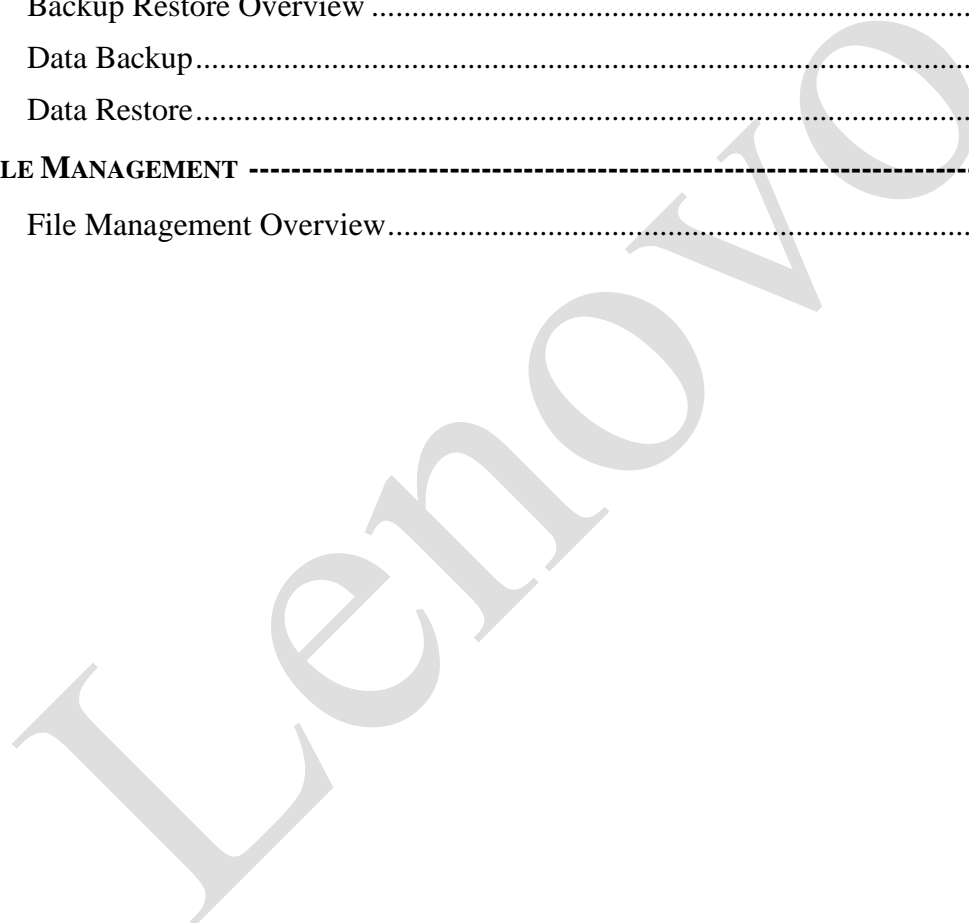 Backup Restore Overview ..........................................................................
Data Backup................................................................................................
Data Restore................................................................................................
LE MANAGEMENT ----------------------------------------------------------------------
File Management Overview.........................................................................
Lenovo